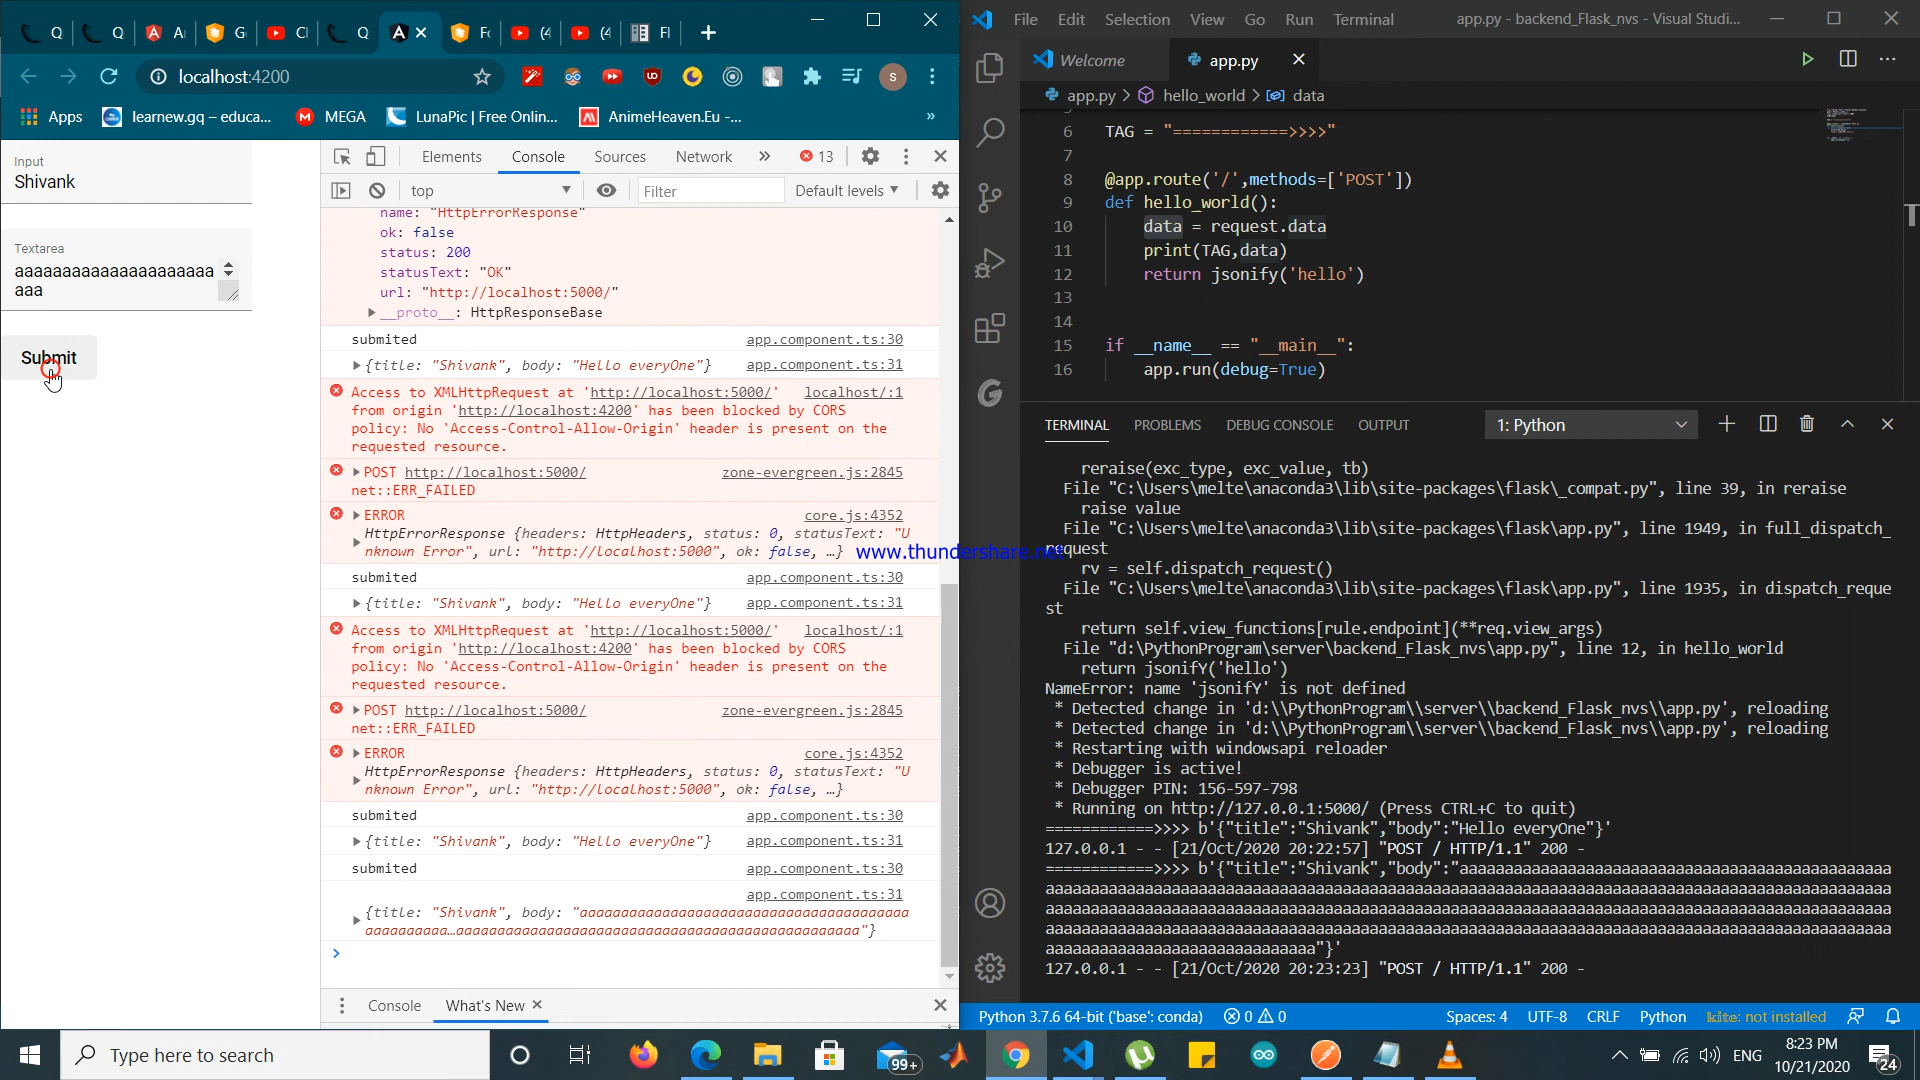 Q
Q
A
G
Cl
Q
Fo
(4
(4
Fl
localhost:4200
S
Apps
learnew.gq – educa...
MEGA
LunaPic | Free Onlin...
AnimeHeaven.Eu -...
»
Input
Shivank
Textarea
aaaaaaaaaaaaaaaaaaaaa
aaa
Submit
Elements
Console
Sources
Network
13
top
Filter
Default levels
name: "HttpErrorResponse"
ok: false
status: 200
statusText: "OK"
url: "http://localhost:5000/"
__proto__: HttpResponseBase
submited app.component.ts:30
{title: "Shivank", body: "Hello everyOne"} app.component.ts:31
Access to XMLHttpRequest at 'http://localhost:5000/' localhost/:1
from origin 'http://localhost:4200' has been blocked by CORS
policy: No 'Access-Control-Allow-Origin' header is present on the
requested resource.
POST http://localhost:5000/ zone-evergreen.js:2845
net::ERR_FAILED
ERROR core.js:4352
HttpErrorResponse {headers: HttpHeaders, status: 0, statusText: "U
nknown Error", url: "http://localhost:5000", ok: false, …}
submited app.component.ts:30
{title: "Shivank", body: "Hello everyOne"} app.component.ts:31
Access to XMLHttpRequest at 'http://localhost:5000/' localhost/:1
from origin 'http://localhost:4200' has been blocked by CORS
policy: No 'Access-Control-Allow-Origin' header is present on the
requested resource.
POST http://localhost:5000/ zone-evergreen.js:2845
net::ERR_FAILED
ERROR core.js:4352
HttpErrorResponse {headers: HttpHeaders, status: 0, statusText: "U
nknown Error", url: "http://localhost:5000", ok: false, …}
submited app.component.ts:30
{title: "Shivank", body: "Hello everyOne"} app.component.ts:31
submited app.component.ts:30
app.component.ts:31
Console
What's New
www.thundershare.net
File Edit Selection View Go Run Terminal
app.py - backend_Flask_nvs - Visual Studi...
Welcome
app.py
app.py > hello_world > data
6 TAG = "============>>>>"
7
8 @app.route('/',methods=['POST'])
9 def hello_world():
10 data = request.data
11 print(TAG,data)
12 return jsonify('hello')
13
14
15 if __name__ == "__main__":
16 app.run(debug=True)
TERMINAL PROBLEMS DEBUG CONSOLE OUTPUT
1: Python
reraise(exc_type, exc_value, tb)
File "C:\Users\melte\anaconda3\lib\site-packages\flask\_compat.py", line 39, in reraise
raise value
File "C:\Users\melte\anaconda3\lib\site-packages\flask\app.py", line 1949, in full_dispatch_
request
rv = self.dispatch_request()
File "C:\Users\melte\anaconda3\lib\site-packages\flask\app.py", line 1935, in dispatch_reque
st
return self.view_functions[rule.endpoint](**req.view_args)
File "d:\PythonProgram\server\backend_Flask_nvs\app.py", line 12, in hello_world
return jsonifY('hello')
NameError: name 'jsonifY' is not defined
* Detected change in 'd:\\PythonProgram\\server\\backend_Flask_nvs\\app.py', reloading
* Detected change in 'd:\\PythonProgram\\server\\backend_Flask_nvs\\app.py', reloading
* Restarting with windowsapi reloader
* Debugger is active!
* Debugger PIN: 156-597-798
* Running on http://127.0.0.1:5000/ (Press CTRL+C to quit)
============>>>> b'{"title":"Shivank","body":"Hello everyOne"}'
127.0.0.1 - - [21/Oct/2020 20:22:57] "POST / HTTP/1.1" 200 -
127.0.0.1 - - [21/Oct/2020 20:23:23] "POST / HTTP/1.1" 200 -
Python 3.7.6 64-bit ('base': conda)
0
0
Spaces: 4
UTF-8
CRLF
Python
kite: not installed
Type here to search
99+
ENG
8:23 PM
10/21/2020
24